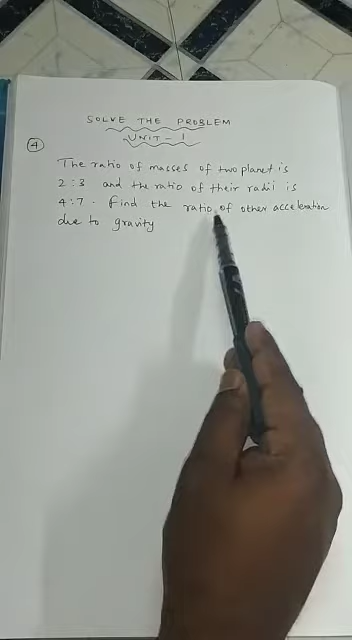 SOLVE THE PROBLEM
UNIT - 1
4 The ratio of masses of two planet is
2:3 and the ratio of their radii is
4:7. Find the ratio of other acceleration
due to gravity